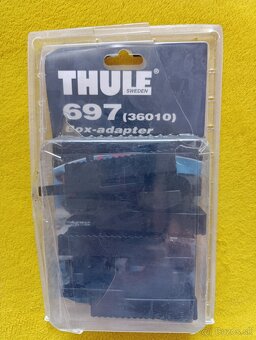 THULE
SWEDEN
697 (36010)
Box-adapter